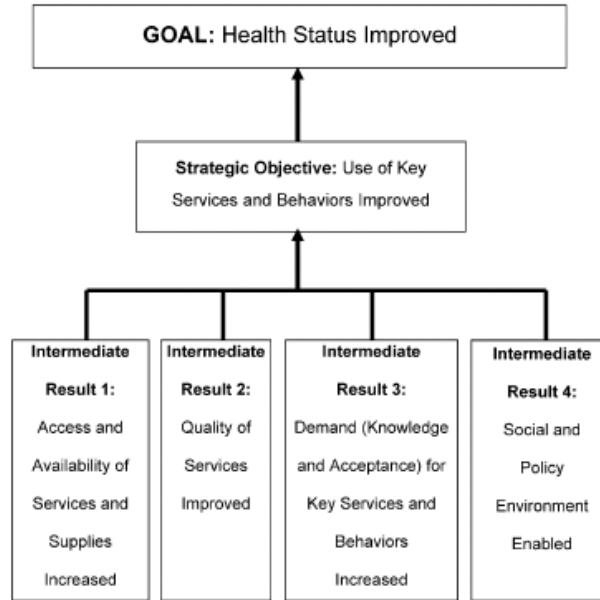 GOAL: Health Status Improved
Strategic Objective: Use of Key
Services and Behaviors Improved
Intermediate
Result 1:
Access and
Availability of
Services and
Supplies
Increased
Intermediate
Result 2:
Quality of
Services
Improved
Intermediate
Result 3:
Demand (Knowledge
and Acceptance) for
Key Services and
Behaviors
Increased
Intermediate
Result 4:
Social and
Policy
Environment
Enabled